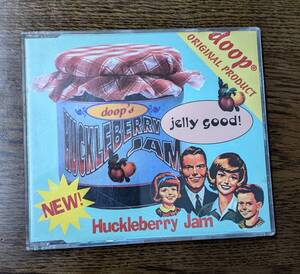 doop®
ORIGINAL PRODUCT
doop's
HUCKLEBERRY
JAM
jelly good!
NEW!
Huckleberry Jam